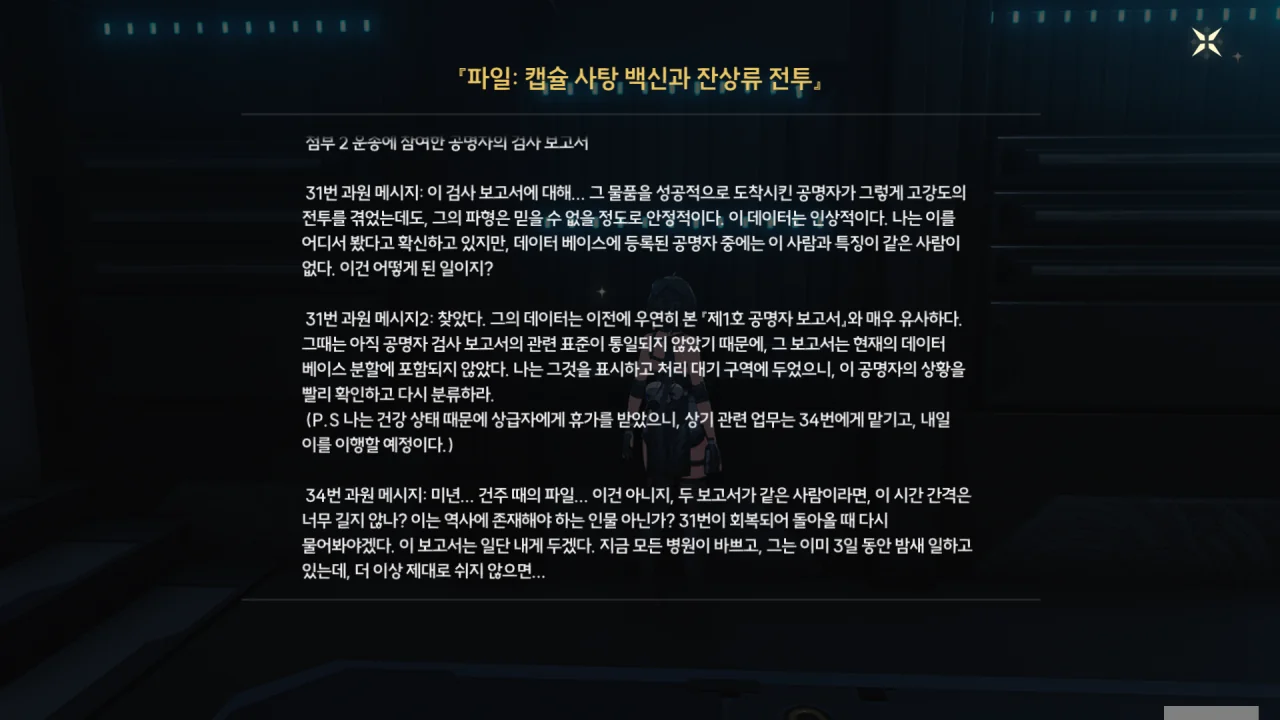 『파일: 캡슐 사탕 백신과 잔상류 전투』
첨부 2 운송에 참여한 공명자의 검사 보고서
31번 과원 메시지: 이 검사 보고서에 대해... 그 물품을 성공적으로 도착시킨 공명자가 그렇게 고강도의
전투를 겪었는데도, 그의 파형은 믿을 수 없을 정도로 안정적이다. 이 데이터는 인상적이다. 나는 이를
어디서 봤다고 확신하고 있지만, 데이터 베이스에 등록된 공명자 중에는 이 사람과 특징이 같은 사람이
없다. 이건 어떻게 된 일이지?
31번 과원 메시지2: 찾았다. 그의 데이터는 이전에 우연히 본 『제1호 공명자 보고서』와 매우 유사하다.
그때는 아직 공명자 검사 보고서의 관련 표준이 통일되지 않았기 때문에, 그 보고서는 현재의 데이터
베이스 분할에 포함되지 않았다. 나는 그것을 표시하고 처리 대기 구역에 두었으니, 이 공명자의 상황을
빨리 확인하고 다시 분류하라.
(P.S 나는 건강 상태 때문에 상급자에게 휴가를 받았으니, 상기 관련 업무는 34번에게 맡기고, 내일
이를 이행할 예정이다.)
34번 과원 메시지: 미년... 건주 때의 파일... 이건 아니지, 두 보고서가 같은 사람이라면, 이 시간 간격은
너무 길지 않나? 이는 역사에 존재해야 하는 인물 아닌가? 31번이 회복되어 돌아올 때 다시
물어봐야겠다. 이 보고서는 일단 내게 두겠다. 지금 모든 병원이 바쁘고, 그는 이미 3일 동안 밤새 일하고
있는데, 더 이상 제대로 쉬지 않으면...